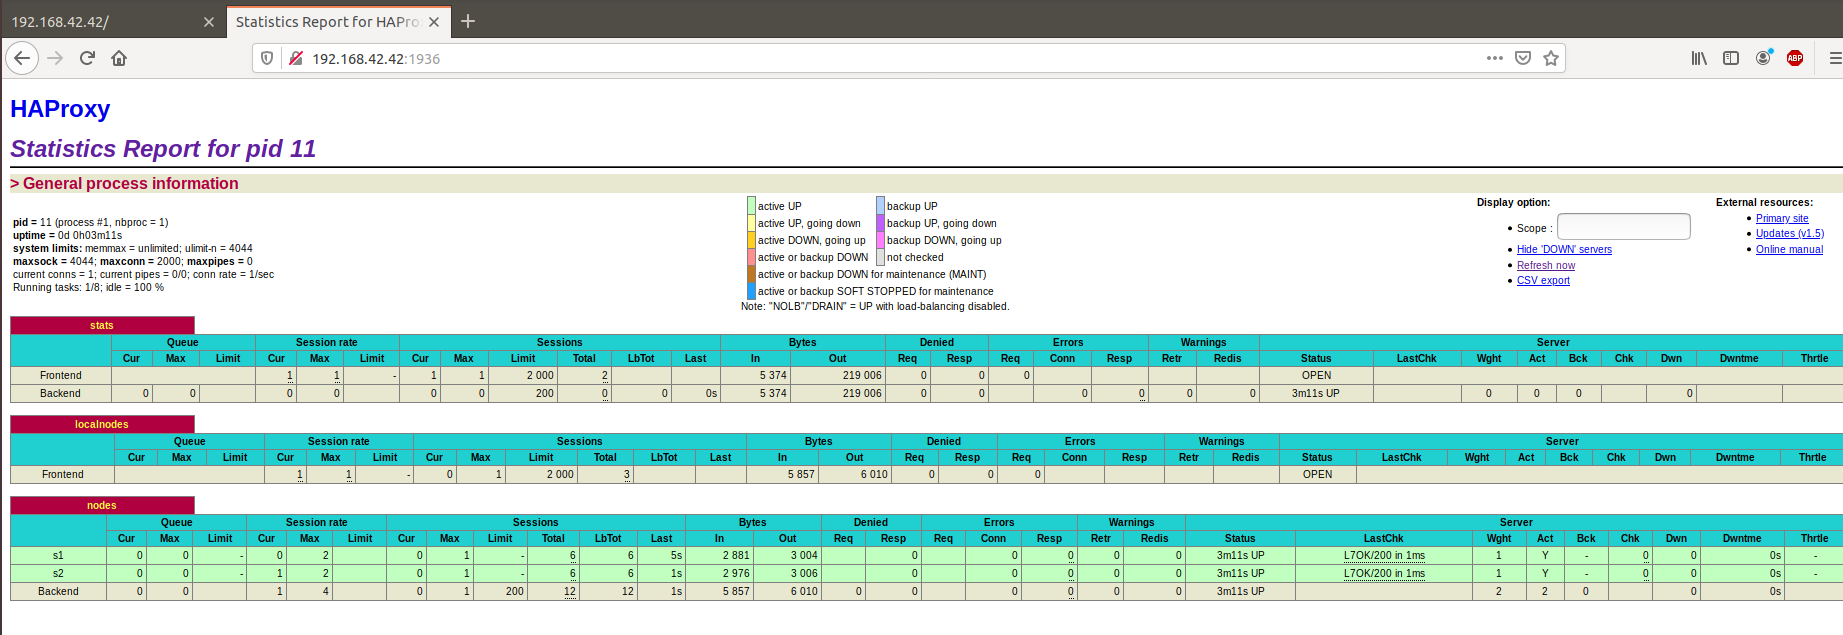 192.168.42.42/ × Statistics Report for HAPro × +
192.168.42.42:1936 ••• ABP
HAProxy
Statistics Report for pid 11
> General process information
pid = 11 (process #1, nbproc = 1)
uptime = 0d 0h03m11s
system limits: memmax = unlimited; ulimit-n = 4044
maxsock = 4044; maxconn = 2000; maxpipes = 0
current conns = 1; current pipes = 0/0; conn rate = 1/sec
Running tasks: 1/8; idle = 100 %
active UP backup UP
active UP, going down backup UP, going down
active DOWN, going up backup DOWN, going up
active or backup DOWN not checked
active or backup DOWN for maintenance (MAINT)
active or backup SOFT STOPPED for maintenance
Note: "NOLB"/"DRAIN" = UP with load-balancing disabled.
Display option:
• Scope :
• Hide 'DOWN' servers
• Refresh now
• CSV export
External resources:
• Primary site
• Updates (v1.5)
• Online manual
stats
Queue Session rate Sessions Bytes Denied Errors Warnings Server
Cur Max Limit Cur Max Limit Cur Max Limit Total LbTot Last In Out Req Resp Req Conn Resp Retr Redis Status LastChk Wght Act Bck Chk Dwn Dwntme Thrtle
Frontend 1 1 - 1 1 2 000 2 5 374 219 006 0 0 0 OPEN
Backend 0 0 0 0 0 0 200 0 0 0s 5 374 219 006 0 0 0 0 0 0 3m11s UP 0 0 0 0
localnodes
Queue Session rate Sessions Bytes Denied Errors Warnings Server
Cur Max Limit Cur Max Limit Cur Max Limit Total LbTot Last In Out Req Resp Req Conn Resp Retr Redis Status LastChk Wght Act Bck Chk Dwn Dwntme Thrtle
Frontend 1 1 - 0 1 2 000 3 5 857 6 010 0 0 0 OPEN
nodes
Queue Session rate Sessions Bytes Denied Errors Warnings Server
Cur Max Limit Cur Max Limit Cur Max Limit Total LbTot Last In Out Req Resp Req Conn Resp Retr Redis Status LastChk Wght Act Bck Chk Dwn Dwntme Thrtle
s1 0 0 - 0 2 0 1 - 6 6 5s 2 881 3 004 0 0 0 0 0 3m11s UP L7OK/200 in 1ms 1 Y - 0 0 0s -
s2 0 0 - 1 2 0 1 - 6 6 1s 2 976 3 006 0 0 0 0 0 3m11s UP L7OK/200 in 1ms 1 Y - 0 0 0s -
Backend 0 0 1 4 0 1 200 12 12 1s 5 857 6 010 0 0 0 0 0 0 3m11s UP 2 2 0 0 0s